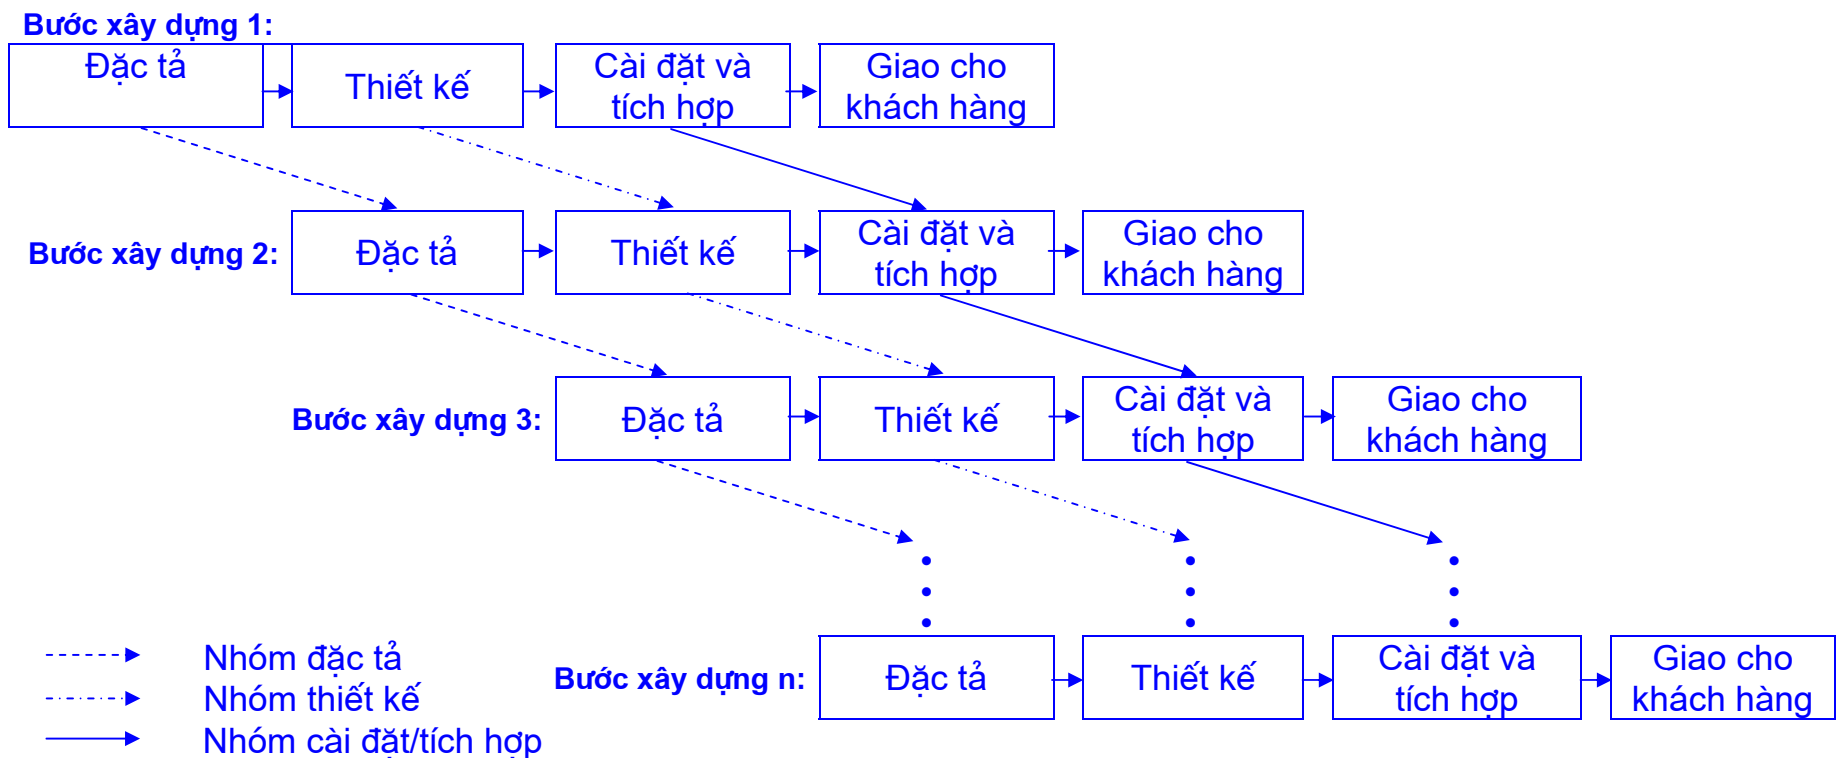 Bước xây dựng 1:
Đặc tả
Thiết kế
Cài đặt và
tích hợp
Giao cho
khách hàng
Bước xây dựng 2:
Đặc tả
Thiết kế
Cài đặt và
tích hợp
Giao cho
khách hàng
Bước xây dựng 3:
Đặc tả
Thiết kế
Cài đặt và
tích hợp
Giao cho
khách hàng
Bước xây dựng n:
Đặc tả
Thiết kế
Cài đặt và
tích hợp
Giao cho
khách hàng
Nhóm đặc tả
Nhóm thiết kế
Nhóm cài đặt/tích hợp